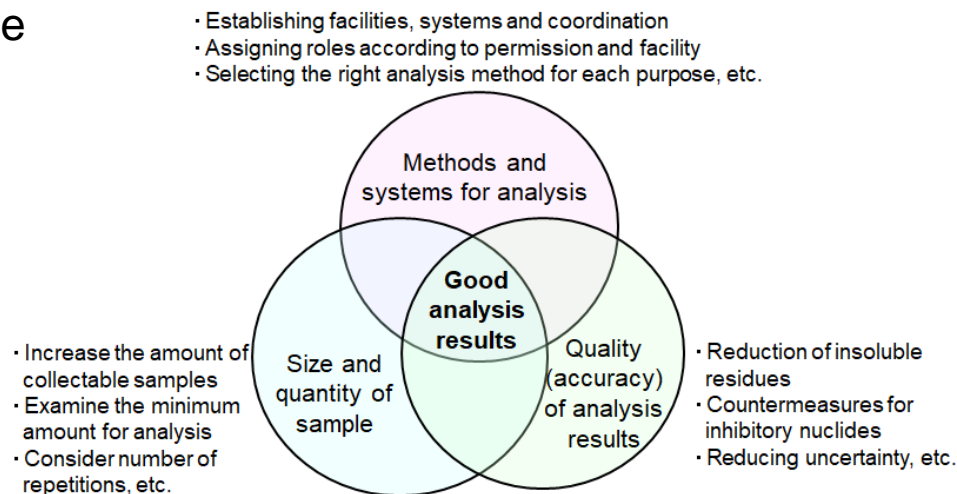 e
・Establishing facilities, systems and coordination
・Assigning roles according to permission and facility
・Selecting the right analysis method for each purpose, etc.
Methods and
systems for analysis
Good
analysis
results
Size and
quantity of
sample
Quality
(accuracy)
of analysis
results
・Increase the amount of
collectable samples
・Examine the minimum
amount for analysis
・Consider number of
repetitions, etc.
・Reduction of insoluble
residues
・Countermeasures for
inhibitory nuclides
・Reducing uncertainty, etc.